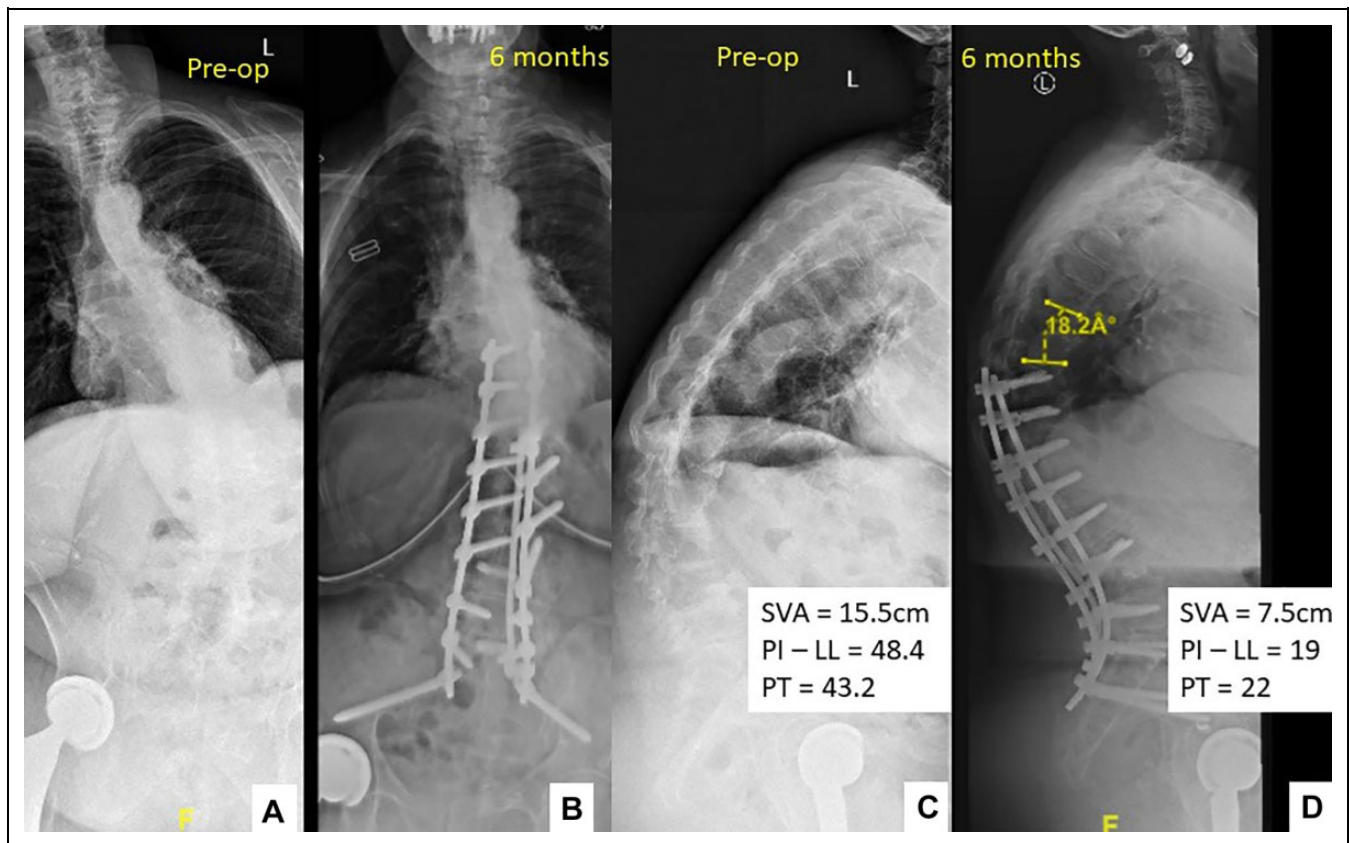 L
Pre-op
F
A
6 months
B
Pre-op
L
SVA = 15.5cm
PI – LL = 48.4
PT = 43.2
C
6 months
L
18.2Â°
SVA = 7.5cm
PI – LL = 19
PT = 22
F
D